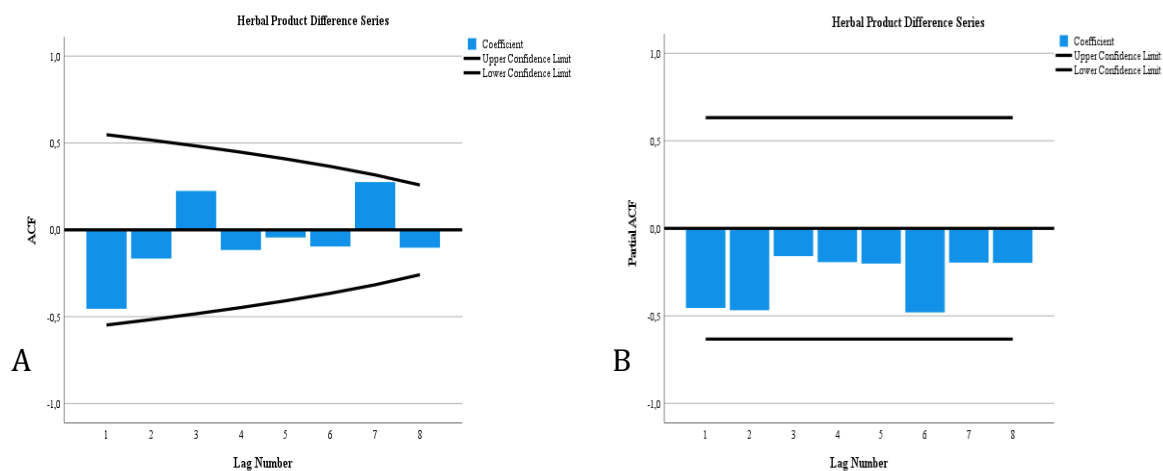 Herbal Product Difference Series
Coefficient
Upper Confidence Limit
Lower Confidence Limit
1,0
0,5
0,0
-0,5
-1,0
ACF
A
1 2 3 4 5 6 7 8
Lag Number
Herbal Product Difference Series
Coefficient
Upper Confidence Limit
Lower Confidence Limit
1,0
0,5
0,0
-0,5
-1,0
Partial ACF
B
1 2 3 4 5 6 7 8
Lag Number